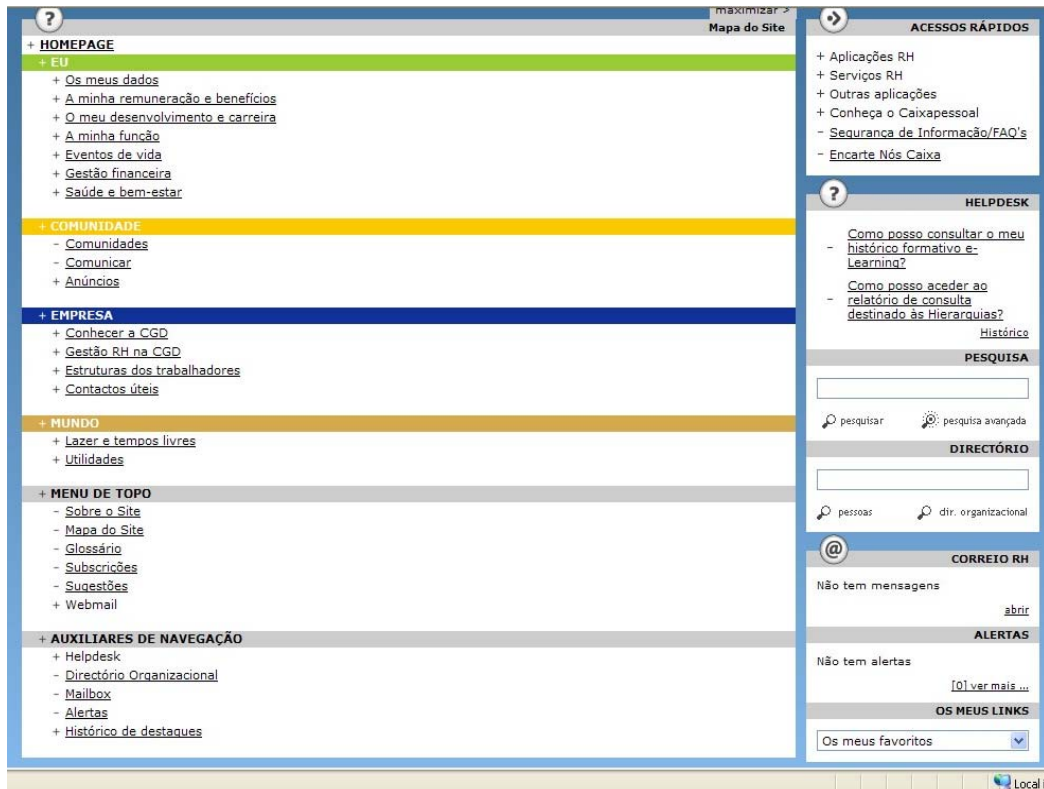 maximizar >
Mapa do Site
+ HOMEPAGE
+ EU
+ Os meus dados
+ A minha remuneração e benefícios
+ O meu desenvolvimento e carreira
+ A minha função
+ Eventos de vida
+ Gestão financeira
+ Saúde e bem-estar
+ COMUNIDADE
- Comunidades
- Comunicar
+ Anúncios
+ EMPRESA
+ Conhecer a CGD
+ Gestão RH na CGD
+ Estruturas dos trabalhadores
+ Contactos úteis
+ MUNDO
+ Lazer e tempos livres
+ Utilidades
+ MENU DE TOPO
- Sobre o Site
- Mapa do Site
- Glossário
- Subscrições
- Sugestões
+ Webmail
+ AUXILIARES DE NAVEGAÇÃO
+ Helpdesk
- Directório Organizacional
- Mailbox
- Alertas
+ Histórico de destaques
ACESSOS RÁPIDOS
+ Aplicações RH
+ Serviços RH
+ Outras aplicações
+ Conheça o Caixapessoal
- Segurança de Informação/FAQ's
- Encarte Nós Caixa
?
HELPDESK
Como posso consultar o meu
- histórico formativo e-
Learning?
Como posso aceder ao
- relatório de consulta
destinado às Hierarquias?
Histórico
PESQUISA
pesquisar pesquisa avançada
DIRECTÓRIO
pessoas dir. organizacional
@
CORREIO RH
Não tem mensagens
abrir
ALERTAS
Não tem alertas
[0] ver mais ...
OS MEUS LINKS
Os meus favoritos
Local